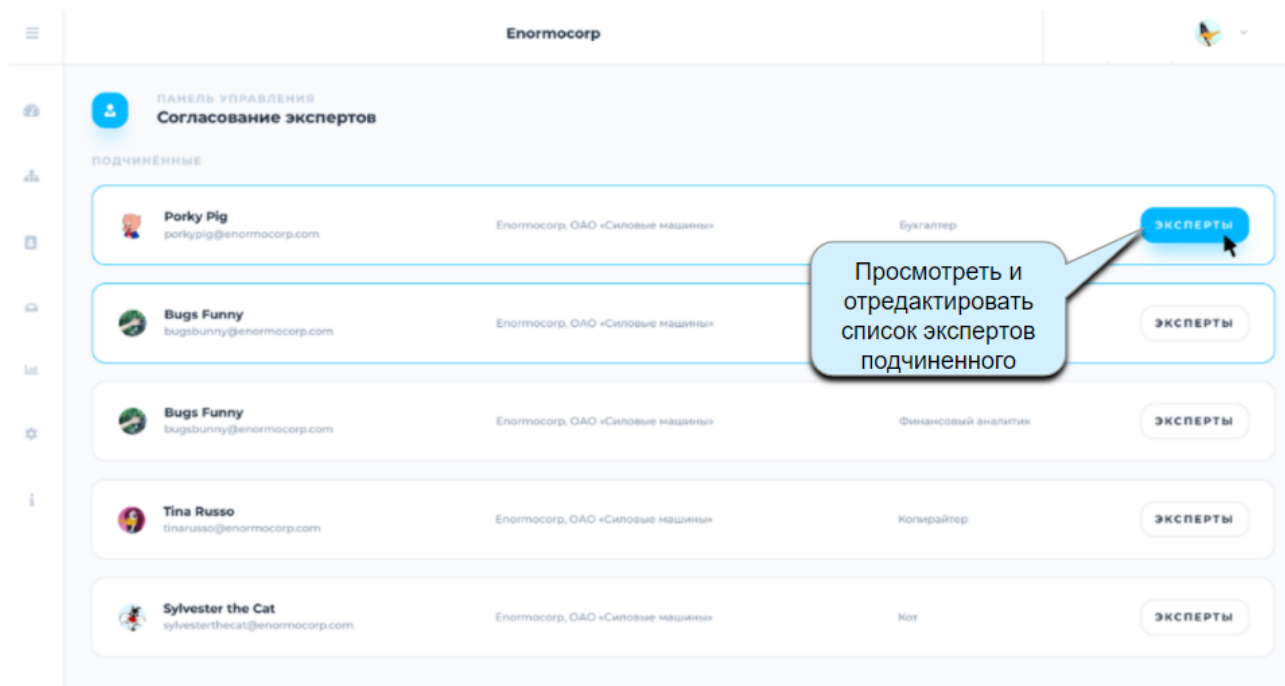 Enormocorp
ПАНЕЛЬ УПРАВЛЕНИЯ
Согласование экспертов
ПОДЧИНЁННЫЕ
Porky Pig
porkypig@enormocorp.com
Enormocorp, ОАО «Силовые машины»
Бухгалтер
ЭКСПЕРТЫ
Просмотреть и
отредактировать
список экспертов
подчиненного
Bugs Funny
bugsbunny@enormocorp.com
Enormocorp, ОАО «Силовые машины»
ЭКСПЕРТЫ
Bugs Funny
bugsbunny@enormocorp.com
Enormocorp, ОАО «Силовые машины»
Финансовый аналитик
ЭКСПЕРТЫ
Tina Russo
tinarusso@enormocorp.com
Enormocorp, ОАО «Силовые машины»
Копирайтер
ЭКСПЕРТЫ
Sylvester the Cat
sylvesterthecat@enormocorp.com
Enormocorp, ОАО «Силовые машины»
Кот
ЭКСПЕРТЫ